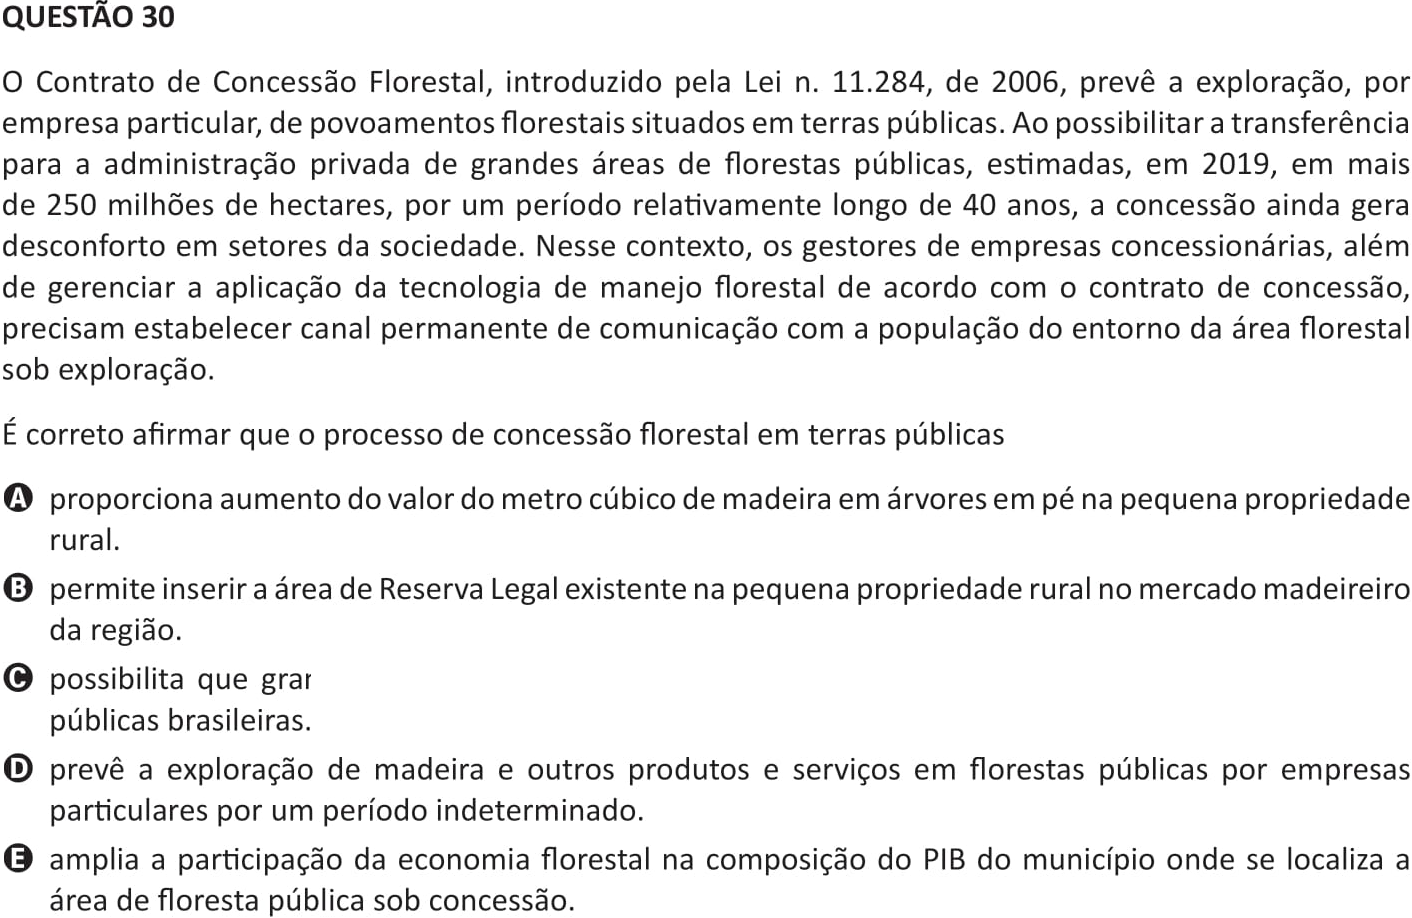 QUESTÃO 30
O Contrato de Concessão Florestal, introduzido pela Lei n. 11.284, de 2006, prevê a exploração, por
empresa particular, de povoamentos florestais situados em terras públicas. Ao possibilitar a transferência
para a administração privada de grandes áreas de florestas públicas, estimadas, em 2019, em mais
de 250 milhões de hectares, por um período relativamente longo de 40 anos, a concessão ainda gera
desconforto em setores da sociedade. Nesse contexto, os gestores de empresas concessionárias, além
de gerenciar a aplicação da tecnologia de manejo florestal de acordo com o contrato de concessão,
precisam estabelecer canal permanente de comunicação com a população do entorno da área florestal
sob exploração.
É correto afirmar que o processo de concessão florestal em terras públicas
A proporciona aumento do valor do metro cúbico de madeira em árvores em pé na pequena propriedade
rural.
B permite inserir a área de Reserva Legal existente na pequena propriedade rural no mercado madeireiro
da região.
C possibilita que
públicas brasileiras.
D prevê a exploração de madeira e outros produtos e serviços em florestas públicas por empresas
particulares por um período indeterminado.
E amplia a participação da economia florestal na composição do PIB do município onde se localiza a
área de floresta pública sob concessão.